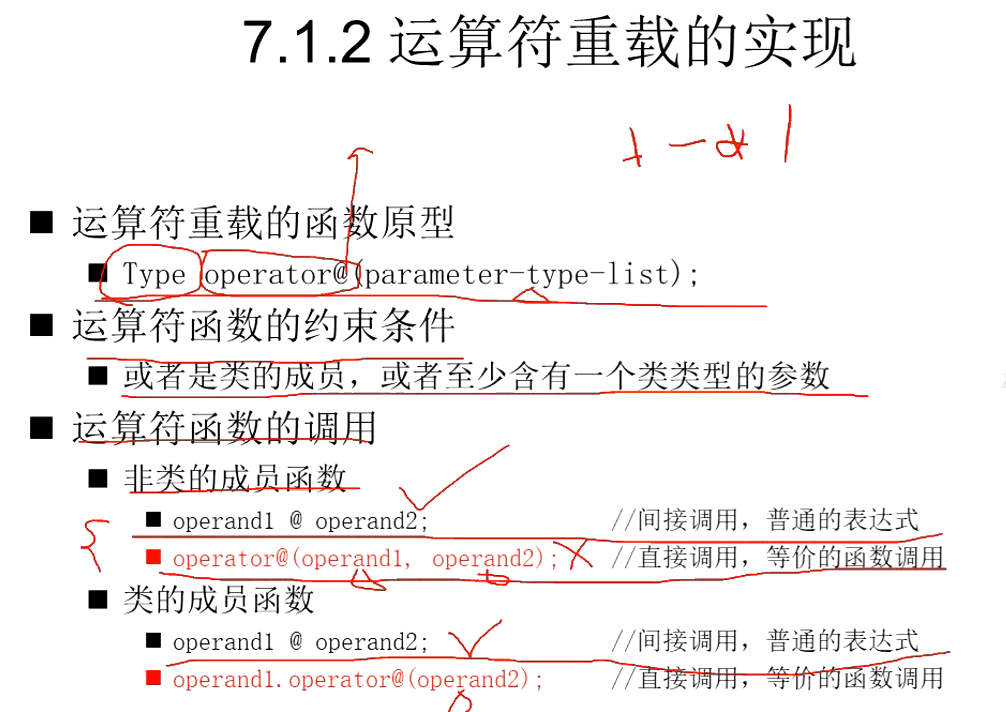 7.1.2 运算符重载的实现
+ - * /
■ 运算符重载的函数原型
■ Type operator@(parameter-type-list);
■ 运算符函数的约束条件
■ 或者是类的成员，或者至少含有一个类类型的参数
■ 运算符函数的调用
■ 非类的成员函数
■ operand1 @ operand2; //间接调用，普通的表达式
■ operator@(operand1, operand2); //直接调用，等价的函数调用
■ 类的成员函数
■ operand1 @ operand2; //间接调用，普通的表达式
■ operand1.operator@(operand2); //直接调用，等价的函数调用